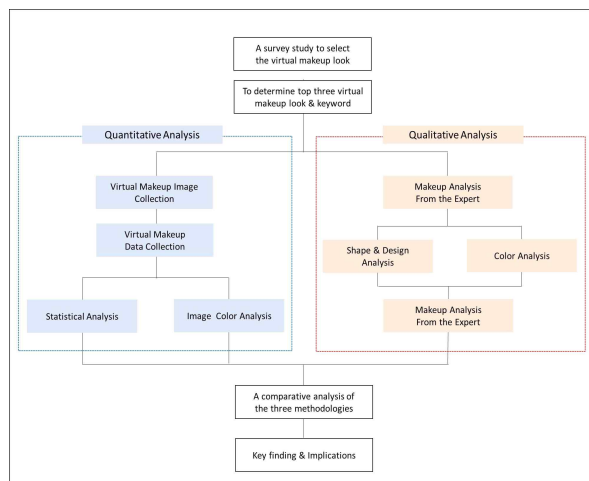 A survey study to select
the virtual makeup look
To determine top three virtual
makeup look & keyword
Quantitative Analysis
Qualitative Analysis
Virtual Makeup Image
Collection
Makeup Analysis
From the Expert
Virtual Makeup
Data Collection
Shape & Design
Analysis
Color Analysis
Statistical Analysis
Image Color Analysis
Makeup Analysis
From the Expert
A comparative analysis of
the three methodologies
Key finding & Implications